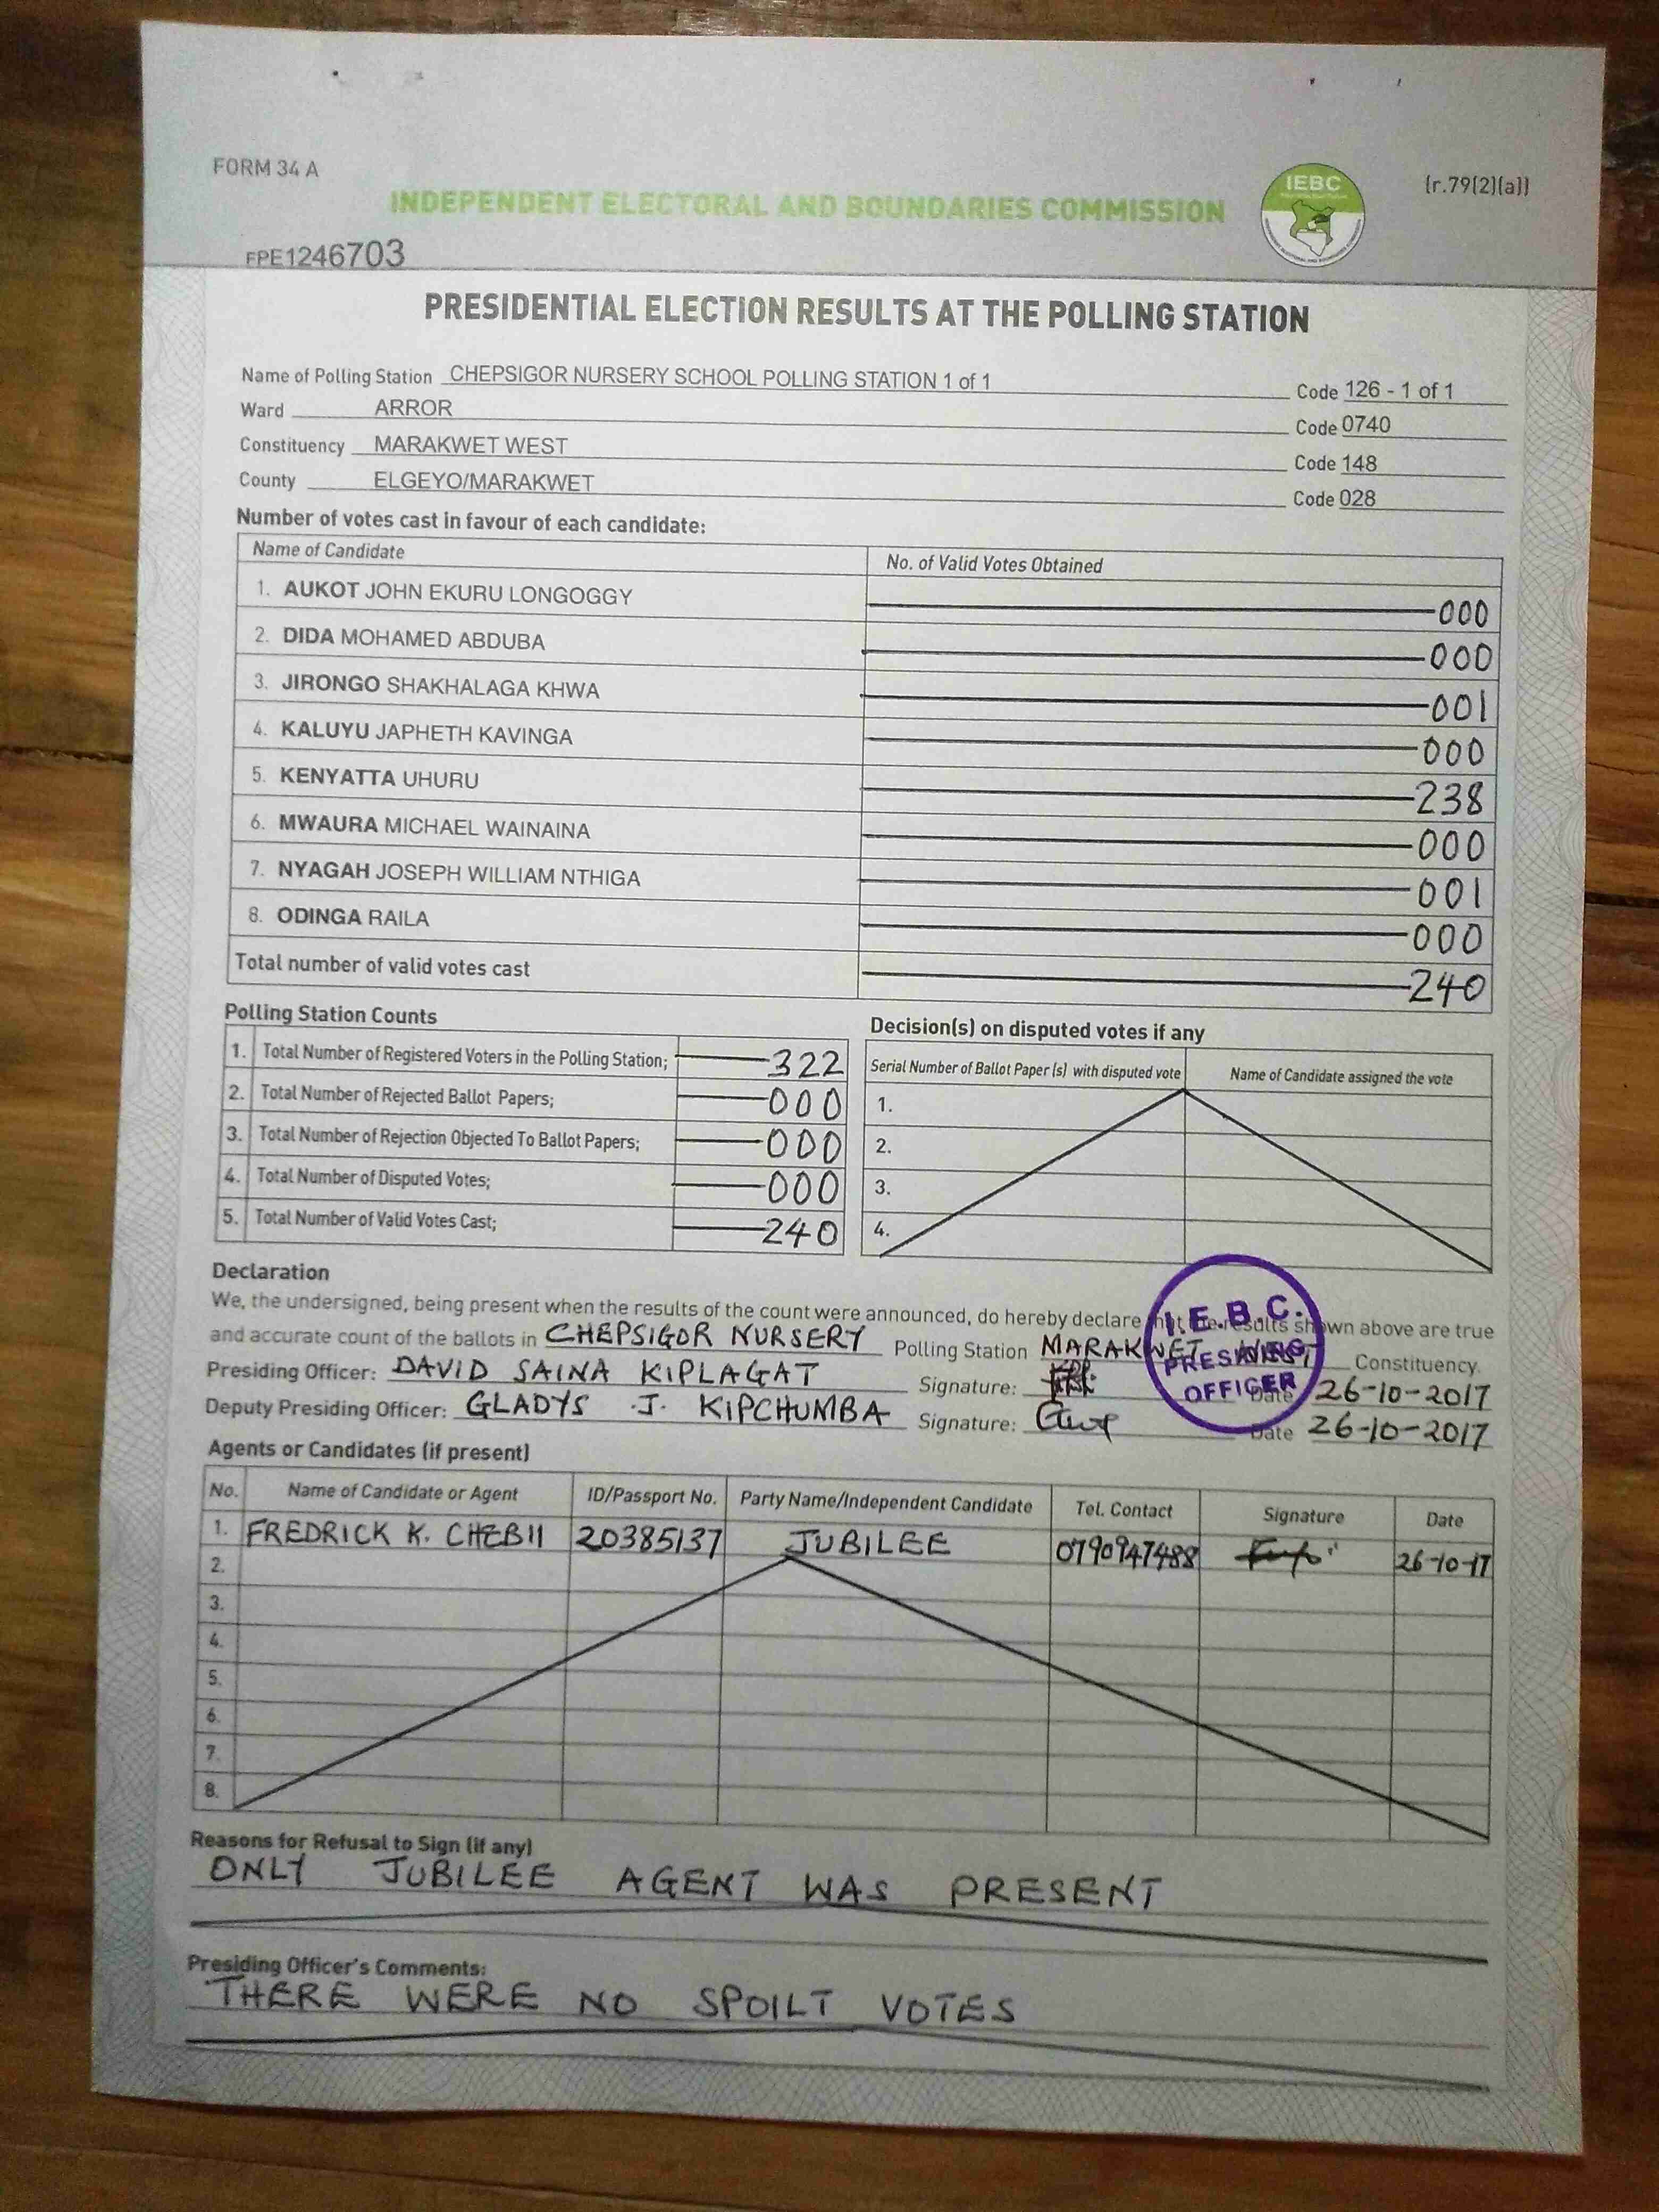 FORM 34 A
INDEPENDENT ELECTORAL AND BOUNDARIES COMMISSION
IEBC
(r.79(2)(a))
FPE1246703
PRESIDENTIAL ELECTION RESULTS AT THE POLLING STATION
Name of Polling Station CHEPSIGOR NURSERY SCHOOL POLLING STATION 1 of 1 Code 126 - 1 of 1
Ward ARROR Code 0740
Constituency MARAKWET WEST Code 148
County ELGEYO/MARAKWET Code 028
Number of votes cast in favour of each candidate:
Name of Candidate No. of Valid Votes Obtained
1. AUKOT JOHN EKURU LONGOGGY 000
2. DIDA MOHAMED ABDUBA 000
3. JIRONGO SHAKHALAGA KHWA 001
4. KALUYU JAPHETH KAVINGA 000
5. KENYATTA UHURU 238
6. MWAURA MICHAEL WAINAINA 000
7. NYAGAH JOSEPH WILLIAM NTHIGA 001
8. ODINGA RAILA 000
Total number of valid votes cast 240
Polling Station Counts
1. Total Number of Registered Voters in the Polling Station; 322
2. Total Number of Rejected Ballot Papers; 000
3. Total Number of Rejection Objected To Ballot Papers; 000
4. Total Number of Disputed Votes; 000
5. Total Number of Valid Votes Cast; 240
Decision(s) on disputed votes if any
Serial Number of Ballot Paper (s) with disputed vote Name of Candidate assigned the vote
1.
2.
3.
4.
Declaration
We, the undersigned, being present when the results of the count were announced, do hereby declare that the results shown above are true
and accurate count of the ballots in CHEPSIGOR NURSERY Polling Station MARAKWET WEST Constituency.
Presiding Officer: DAVID SAINA KIPLAGAT Signature: Date 26-10-2017
Deputy Presiding Officer: GLADYS .J. KIPCHUMBA Signature: Date 26-10-2017
I.E.B.C.
PRESIDING
OFFICER
Agents or Candidates (if present)
No. Name of Candidate or Agent ID/Passport No. Party Name/Independent Candidate Tel. Contact Signature Date
1. FREDRICK K. CHEBII 20385137 JUBILEE 0790947488 26-10-17
2.
3.
4.
5.
6.
7.
8.
Reasons for Refusal to Sign (if any)
ONLY JUBILEE AGENT WAS PRESENT
Presiding Officer's Comments:
THERE WERE NO SPOILT VOTES